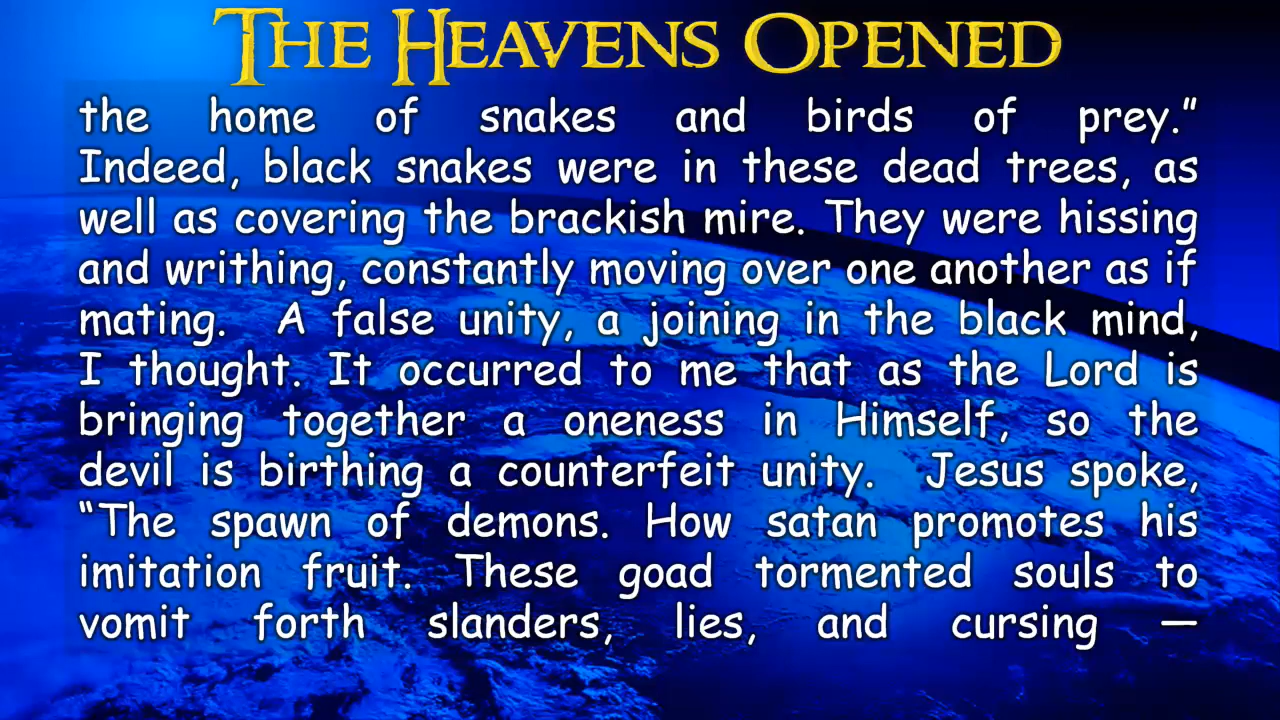 THE HEAVENS OPENED
the home of snakes and birds of prey.”
Indeed, black snakes were in these dead trees, as
well as covering the brackish mire. They were hissing
and writhing, constantly moving over one another as if
mating.  A false unity, a joining in the black mind,
I thought. It occurred to me that as the Lord is
bringing together a oneness in Himself, so the
devil is birthing a counterfeit unity.  Jesus spoke,
“The spawn of demons. How satan promotes his
imitation fruit. These goad tormented souls to
vomit forth slanders, lies, and cursing —